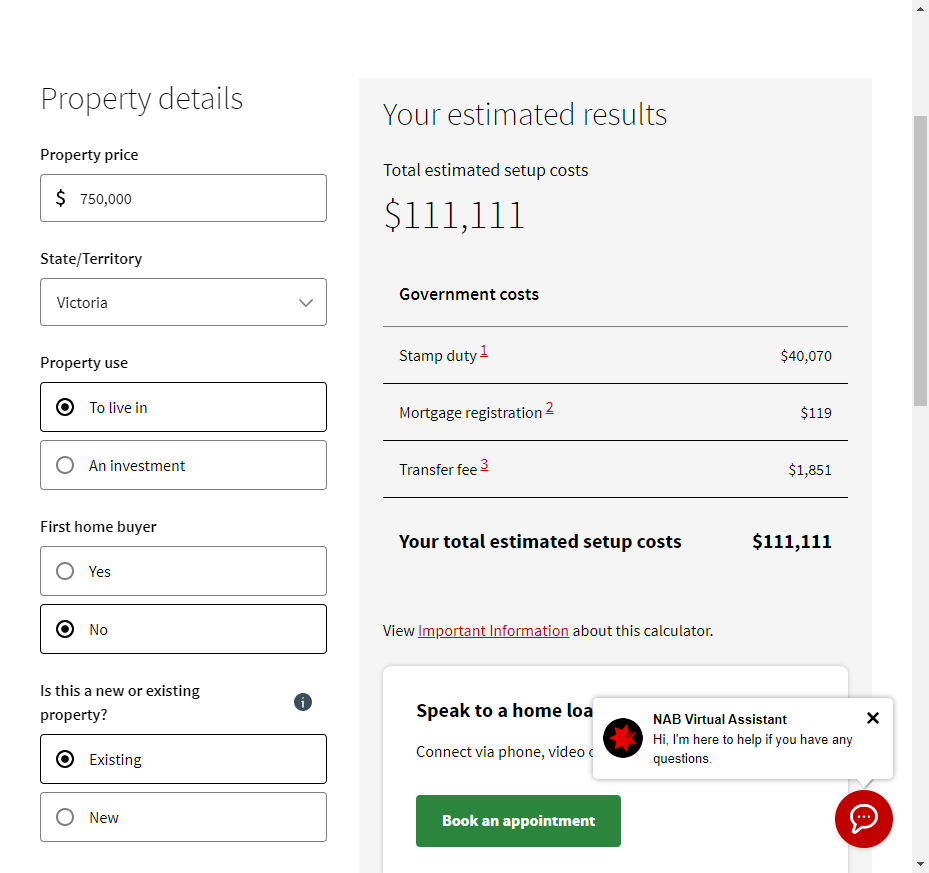 Property details
Property price
$ 750,000
State/Territory
Victoria
Property use
To live in
An investment
First home buyer
Yes
No
Is this a new or existing
property?
i
Existing
New
Your estimated results
Total estimated setup costs
$111,111
Government costs
Stamp duty 1 $40,070
Mortgage registration 2 $119
Transfer fee 3 $1,851
Your total estimated setup costs $111,111
View Important Information about this calculator.
Speak to a home loa
Connect via phone, video
Book an appointment
NAB Virtual Assistant
Hi, I'm here to help if you have any
questions.